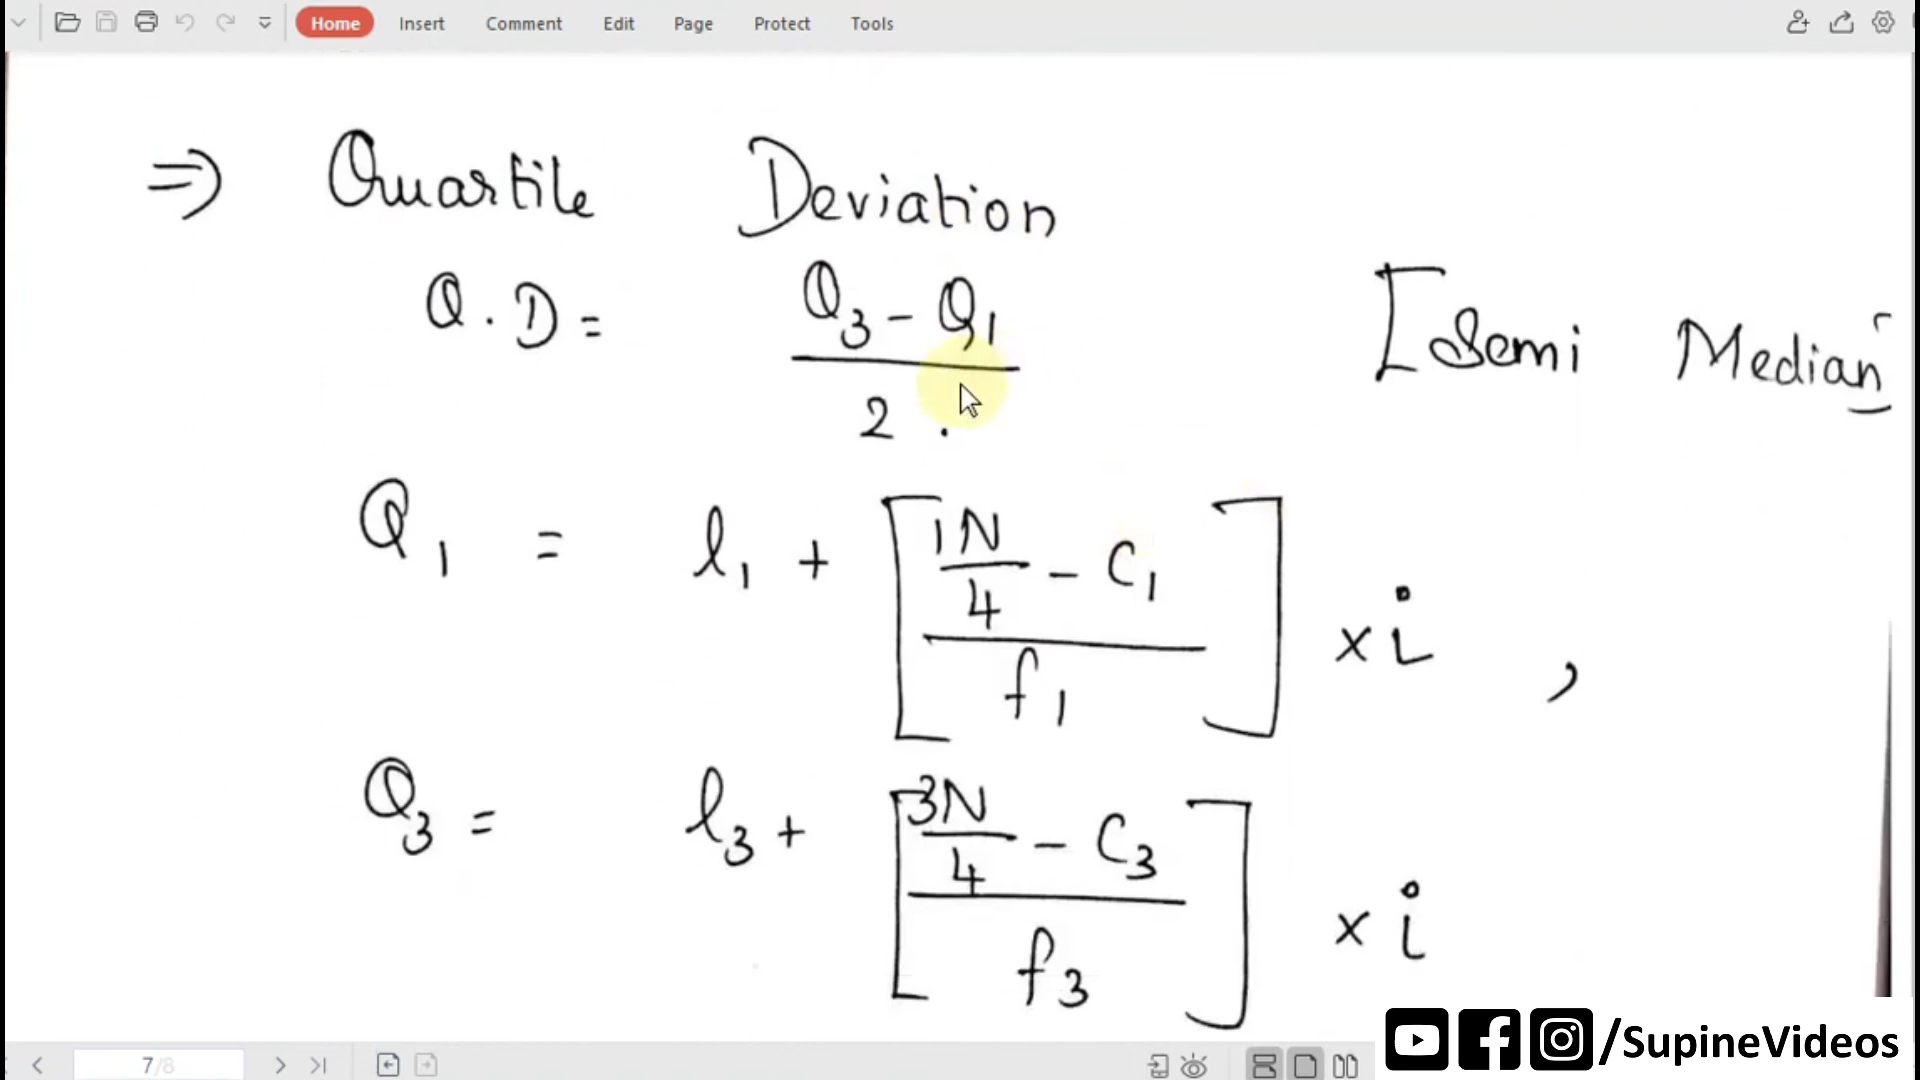 Home Insert Comment Edit Page Protect Tools
⇒ Quartile Deviation
Q.D = Q₃ - Q₁ / 2 . [Semi Median
Q₁ = l₁ + [1N/4 - C₁ / f₁] × i ,
Q₃ = l₃ + [3N/4 - C₃ / f₃] × i
7/8
/SupineVideos